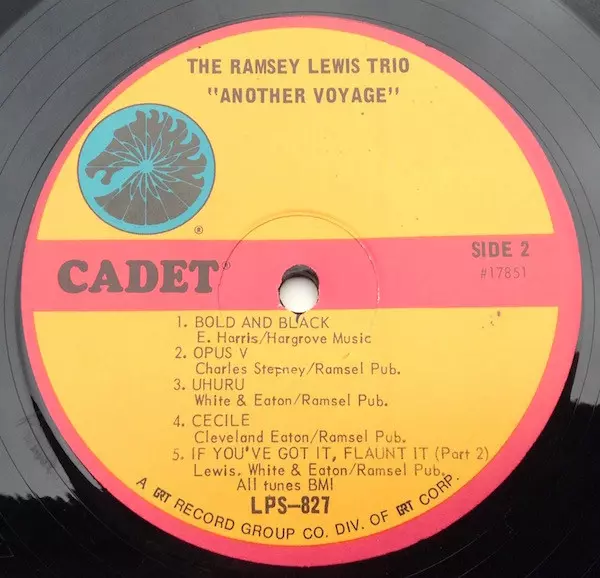 THE RAMSEY LEWIS TRIO
"ANOTHER VOYAGE"
®
CADET®
SIDE 2
#17851
1. BOLD AND BLACK
E. Harris/Hargrove Music
2. OPUS V
Charles Stepney/Ramsel Pub.
3. UHURU
White & Eaton/Ramsel Pub.
4. CECILE
Cleveland Eaton/Ramsel Pub.
5. IF YOU'VE GOT IT, FLAUNT IT (Part 2)
Lewis, White & Eaton/Ramsel Pub.
All tunes BMI
LPS-827
A GRT RECORD GROUP CO. DIV. OF GRT CORP.